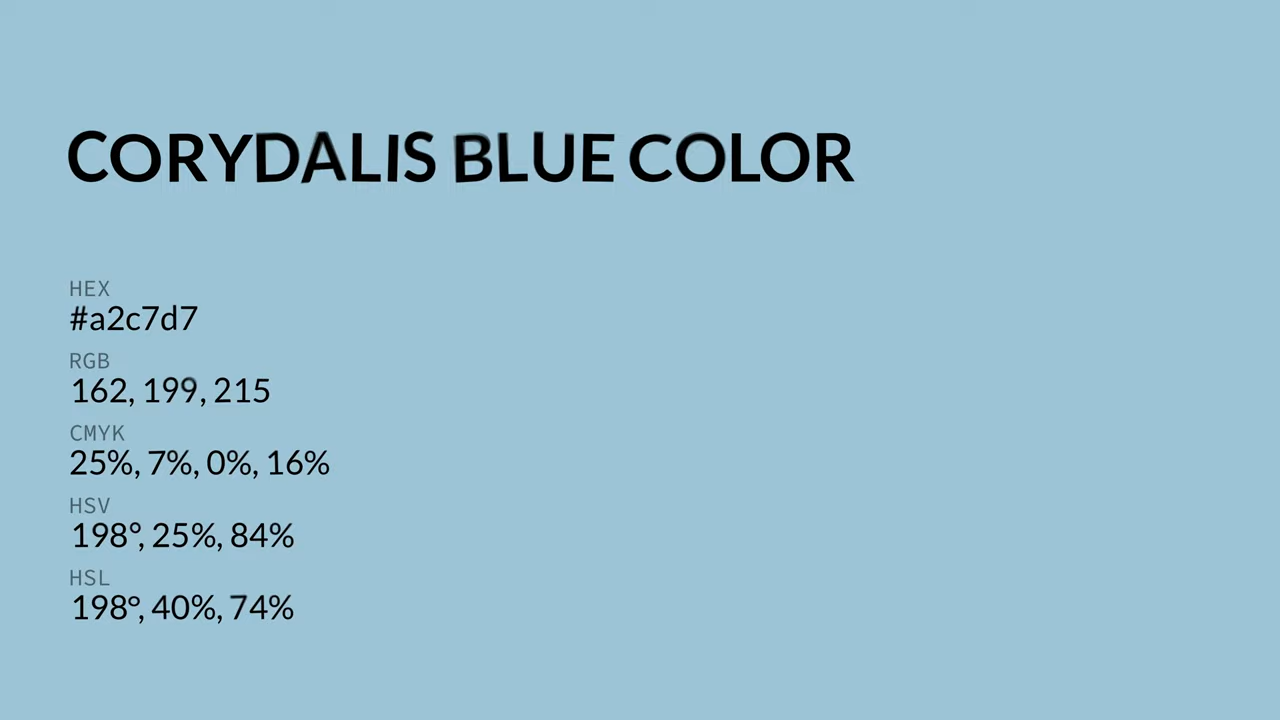 CORYDALIS BLUE COLOR
HEX
#a2c7d7
RGB
162, 199, 215
CMYK
25%, 7%, 0%, 16%
HSV
198°, 25%, 84%
HSL
198°, 40%, 74%